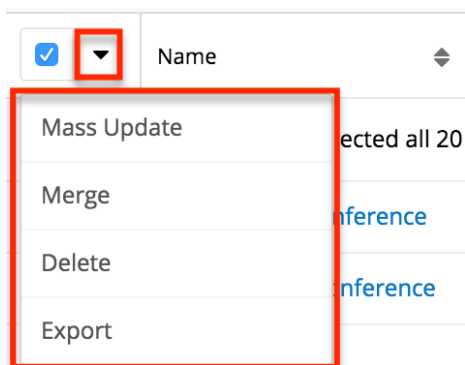 Name
Mass Update
ected all 20
Merge
nference
Delete
nference
Export